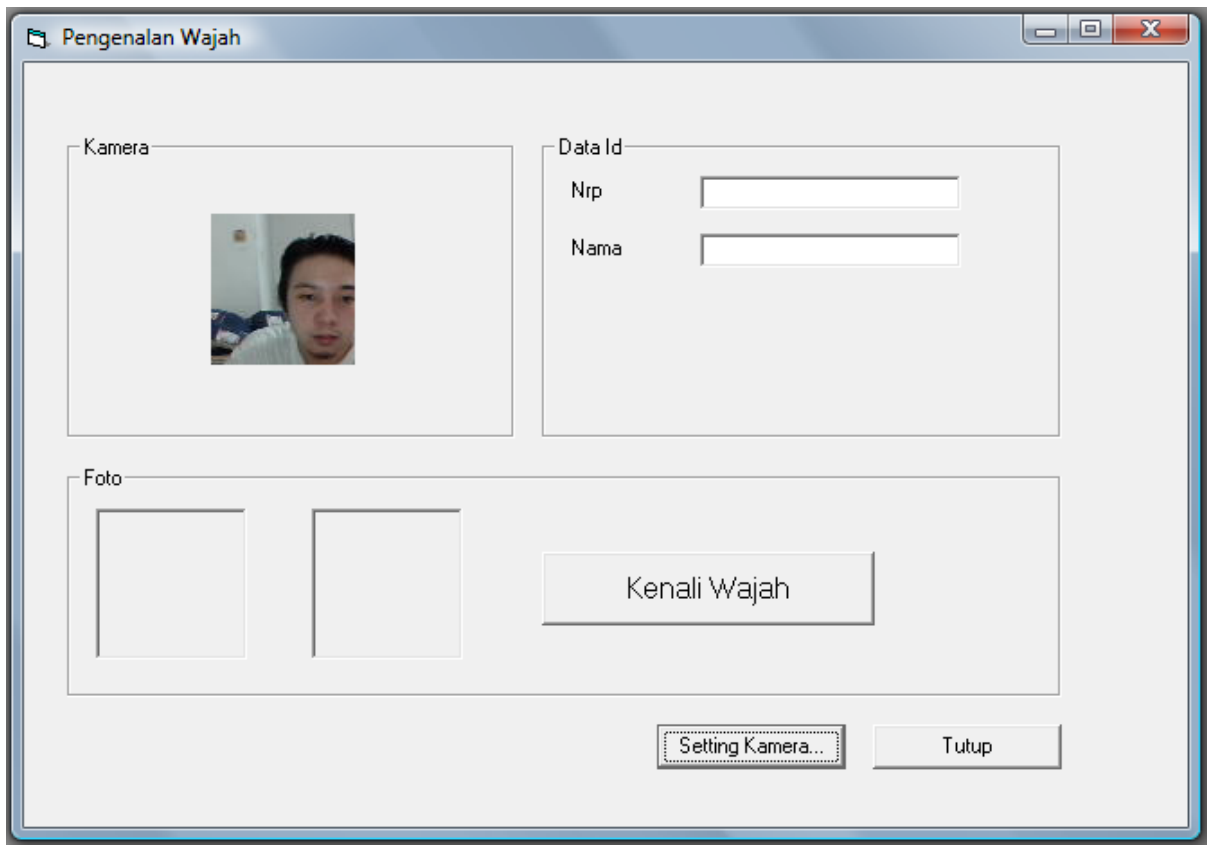 Pengenalan Wajah
Kamera
Data Id
Nrp
Nama
Foto
Kenali Wajah
Setting Kamera...
Tutup